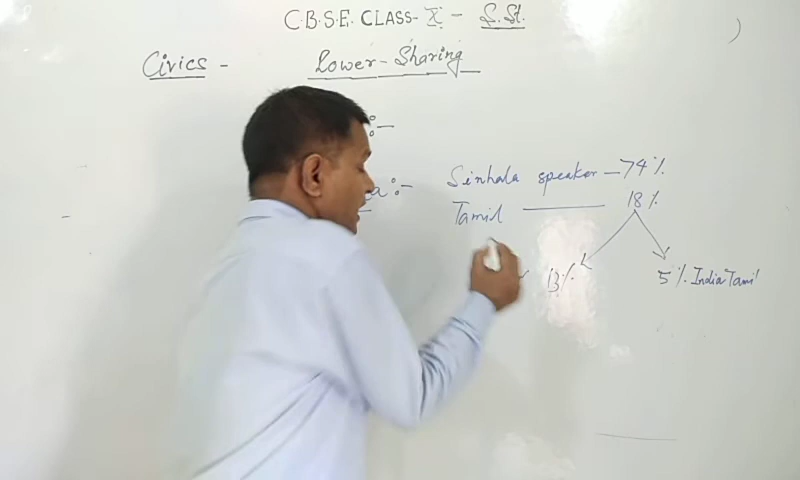 C.B.S.E. CLASS- X - S.St.
Civics - Power-Sharing
:-
a:- Sinhala speaker - 74%
Tamil 18%
13% 5% India Tamil